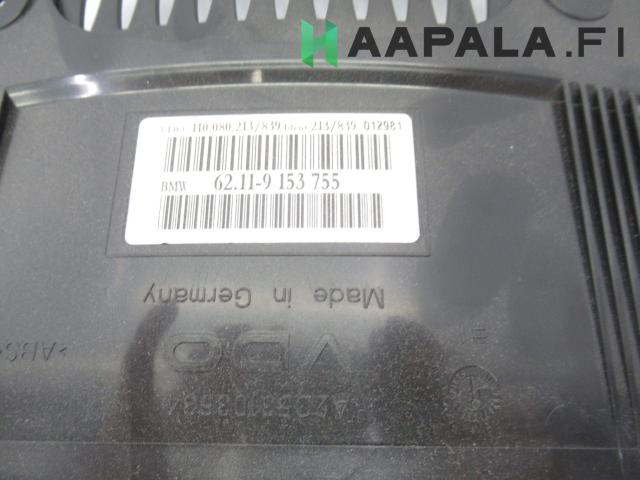 HAAPALA.FI
110.080.213/839 213/839 012981
BMW 62.11-9 153 755
Made in Germany
VDO
>ABS<